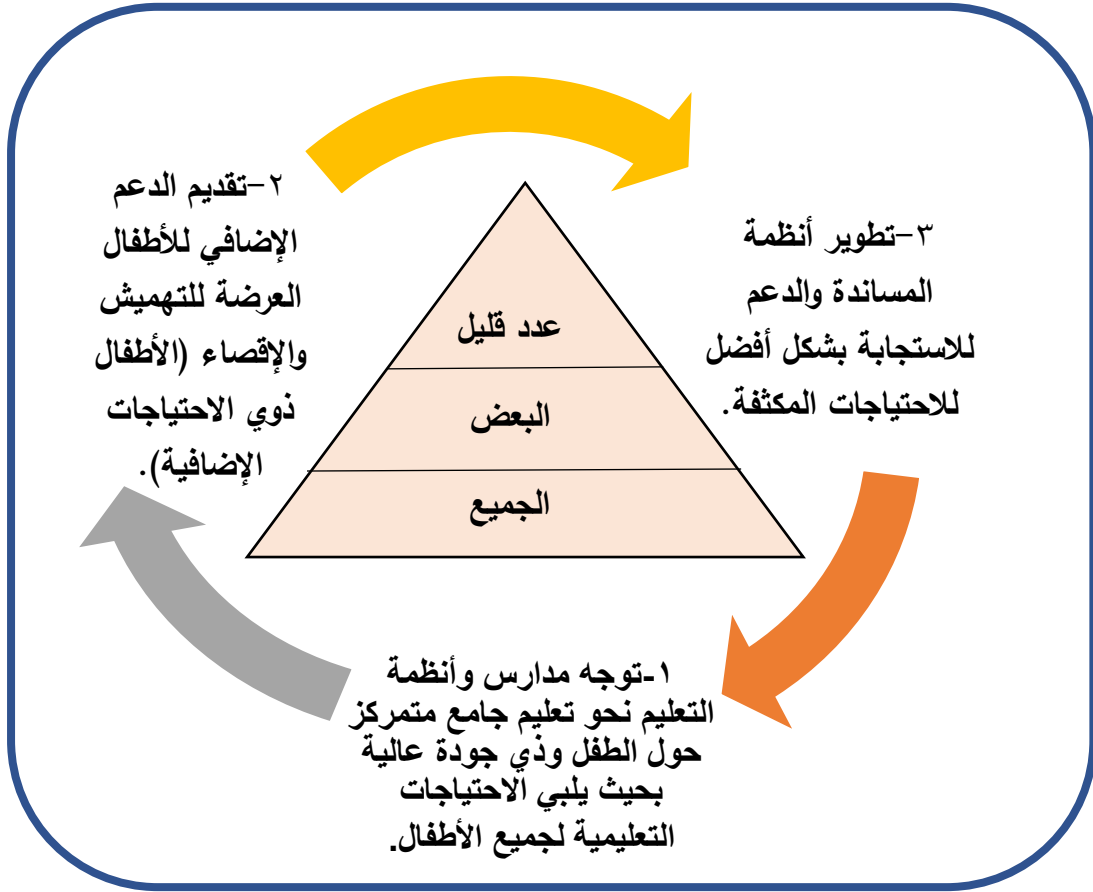 ٢-تقديم الدعم
الإضافي للأطفال
العرضة للتهميش
والإقصاء (الأطفال
ذوي الاحتياجات
الإضافية).
٣-تطوير أنظمة
المساندة والدعم
للاستجابة بشكل أفضل
للاحتياجات المكثفة.
عدد قليل
البعض
الجميع
١-توجه مدارس وأنظمة
التعليم نحو تعليم جامع متمركز
حول الطفل وذي جودة عالية
بحيث يلبي الاحتياجات
التعليمية لجميع الأطفال.